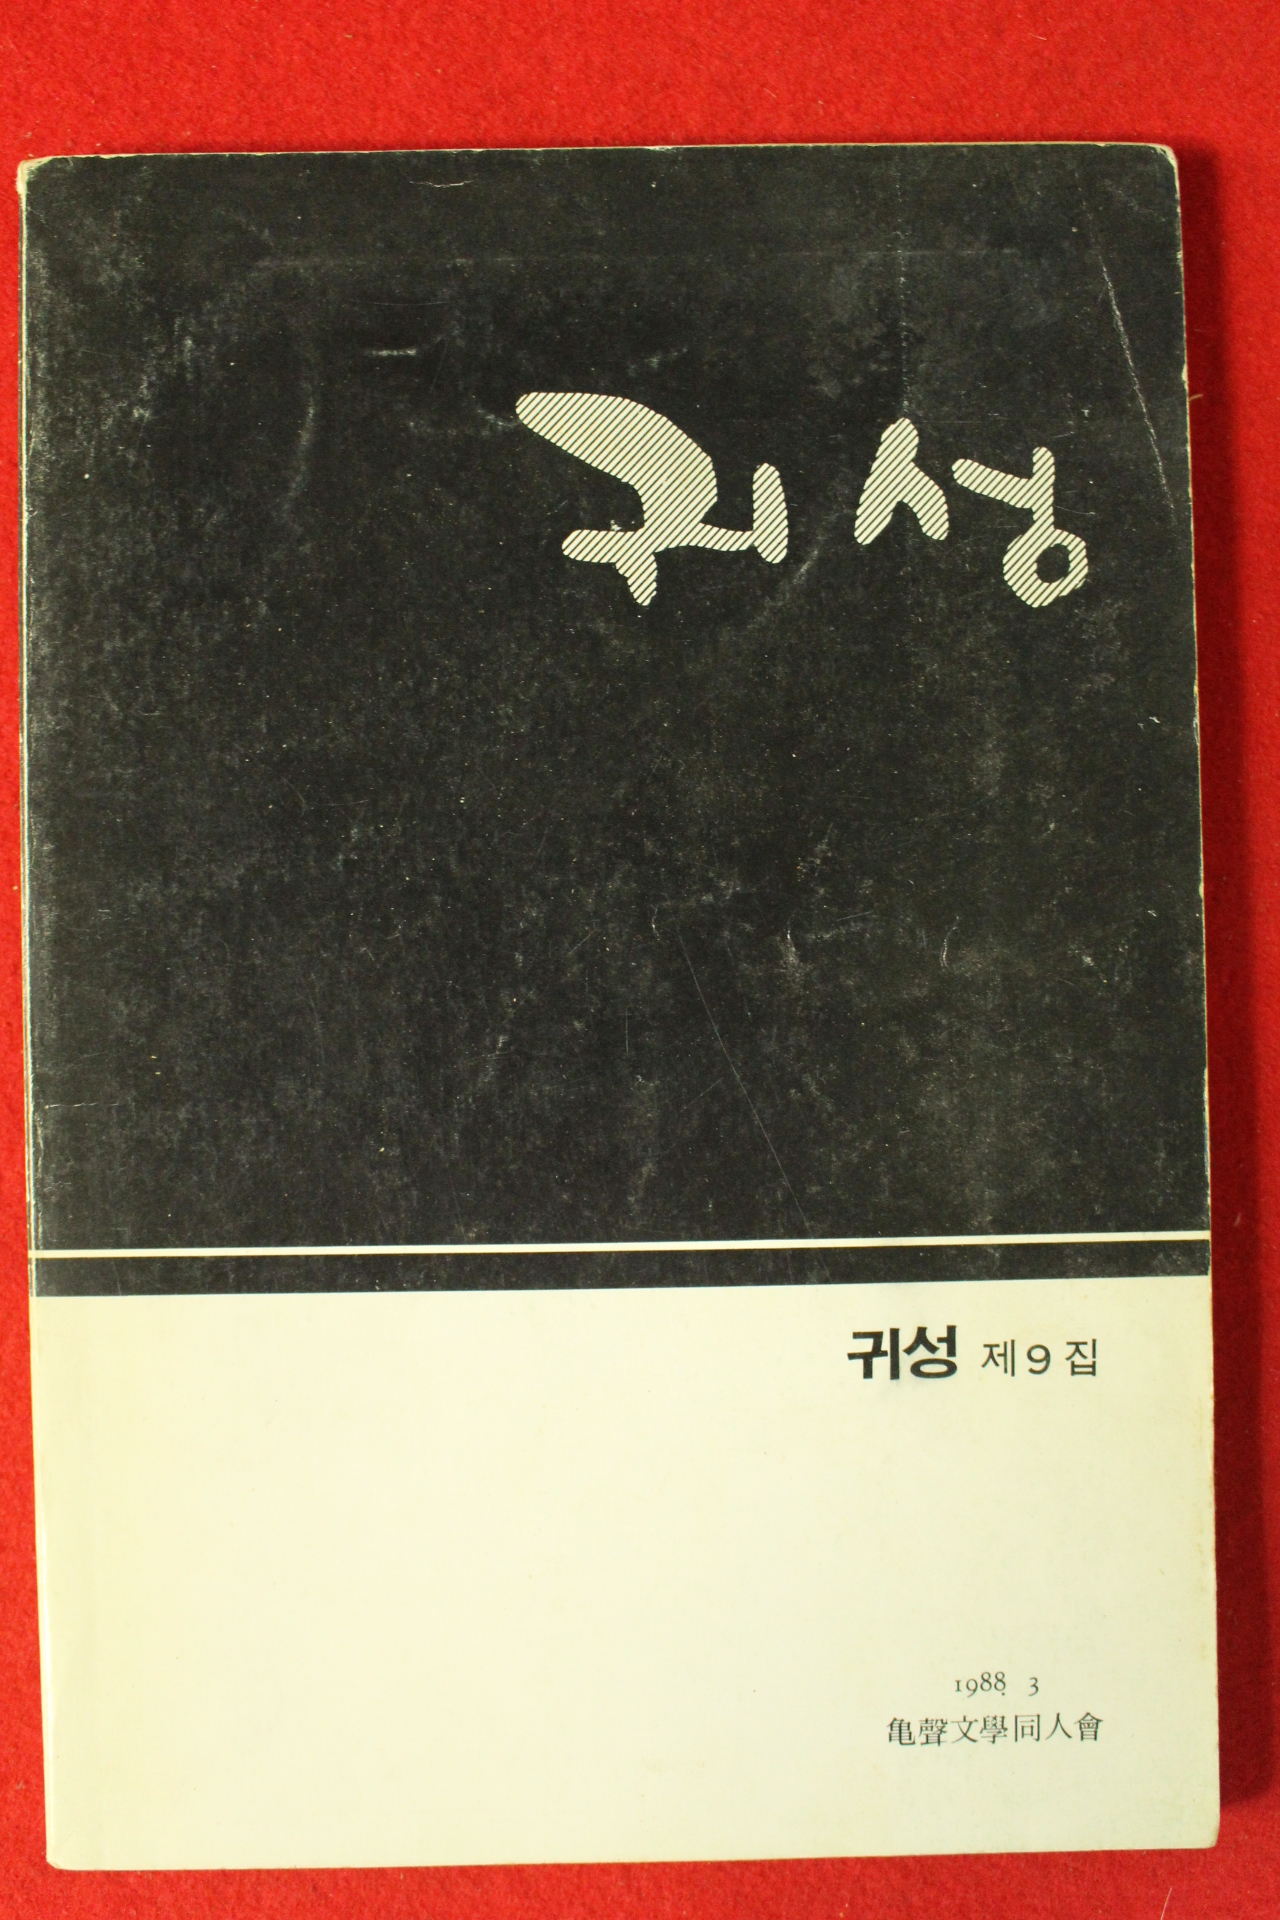 귀성
귀성 제9집
1988. 3
亀聲文學同人會